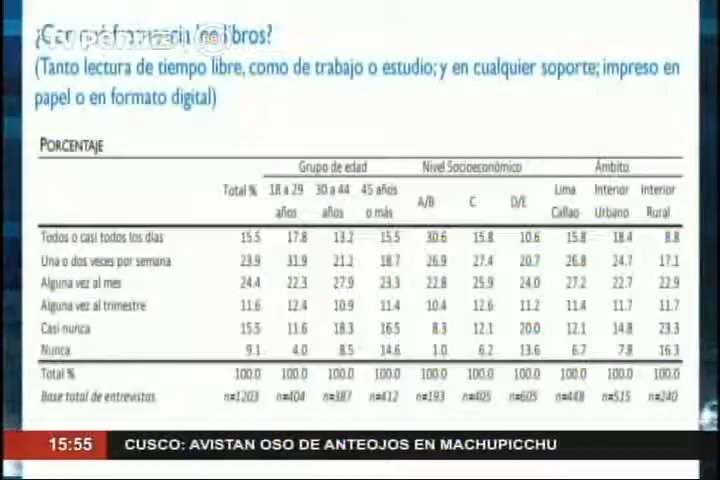 ¿Con qué frecuencia lee libros?
(Tanto lectura de tiempo libre, como de trabajo o estudio; y en cualquier soporte; impreso en
papel o en formato digital)
PORCENTAJE
Grupo de edad Nivel Socioeconómico Ámbito
Total % 18 a 29 años 30 a 44 años 45 años o más A/B C D/E Lima Callao Interior Urbano Interior Rural
Todos o casi todos los días 15.5 17.8 13.2 15.5 30.6 15.8 10.6 15.8 18.4 8.8
Una o dos veces por semana 23.9 31.9 21.2 18.7 26.9 27.4 20.7 26.8 24.7 17.1
Alguna vez al mes 24.4 22.3 27.9 23.3 22.8 25.9 24.0 27.2 22.7 22.9
Alguna vez al trimestre 11.6 12.4 10.9 11.4 10.4 12.6 11.2 11.4 11.7 11.7
Casi nunca 15.5 11.6 18.3 16.5 8.3 12.1 20.0 12.1 14.8 23.3
Nunca 9.1 4.0 8.5 14.6 1.0 6.2 13.6 6.7 7.8 16.3
Total % 100.0 100.0 100.0 100.0 100.0 100.0 100.0 100.0 100.0 100.0
Base total de entrevistas n=1203 n=404 n=387 n=412 n=193 n=405 n=605 n=448 n=515 n=240
15:55 CUSCO: AVISTAN OSO DE ANTEOJOS EN MACHUPICCHU